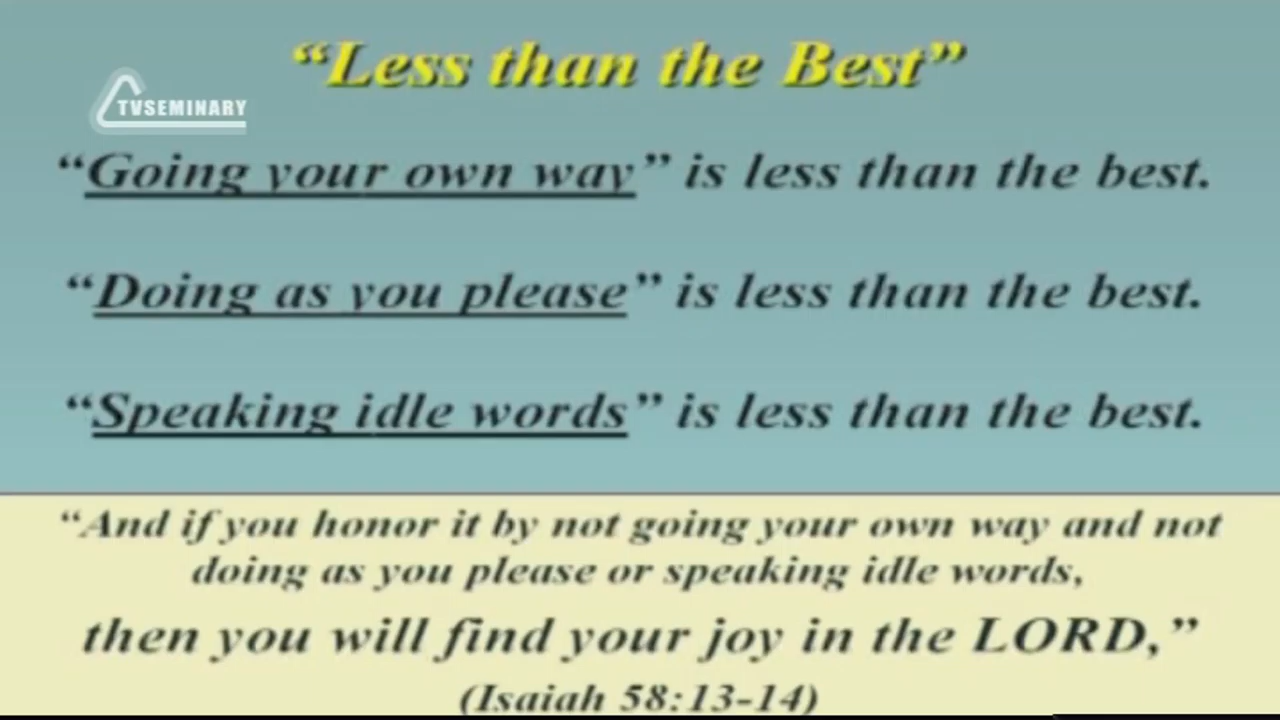 “Less than the Best”
TVSEMINARY
“Going your own way” is less than the best.
“Doing as you please” is less than the best.
“Speaking idle words” is less than the best.
“And if you honor it by not going your own way and not
doing as you please or speaking idle words,
then you will find your joy in the LORD,”
(Isaiah 58:13-14)